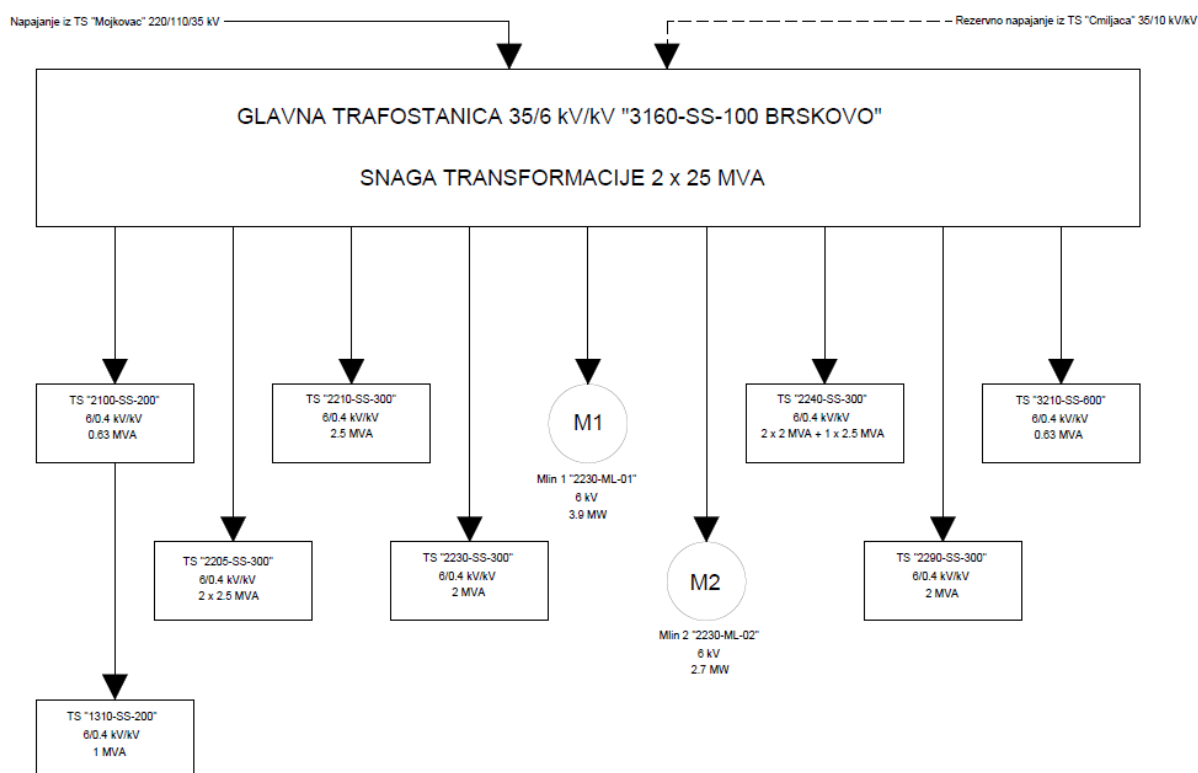 Napajanje iz TS "Mojkovac" 220/110/35 kV
Rezervno napajanje iz TS "Cmiljaca" 35/10 kV/kV
GLAVNA TRAFOSTANICA 35/6 kV/kV "3160-SS-100 BRSKOVO"
SNAGA TRANSFORMACIJE 2 x 25 MVA
TS "2100-SS-200"
6/0.4 kV/kV
0.63 MVA
TS "2210-SS-300"
6/0.4 kV/kV
2.5 MVA
M1
Mlin 1 "2230-ML-01"
6 kV
3.9 MW
TS "2240-SS-300"
6/0.4 kV/kV
2 x 2 MVA + 1 x 2.5 MVA
TS "3210-SS-600"
6/0.4 kV/kV
0.63 MVA
TS "2205-SS-300"
6/0.4 kV/kV
2 x 2.5 MVA
TS "2230-SS-300"
6/0.4 kV/kV
2 MVA
M2
Mlin 2 "2230-ML-02"
6 kV
2.7 MW
TS "2290-SS-300"
6/0.4 kV/kV
2 MVA
TS "1310-SS-200"
6/0.4 kV/kV
1 MVA